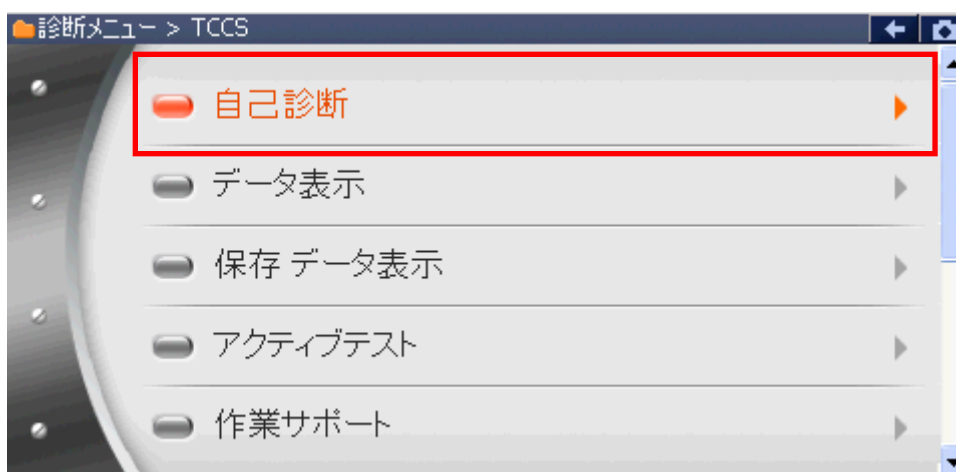 診断メニュー > TCCS
自己診断
データ表示
保存 データ表示
アクティブテスト
作業サポート